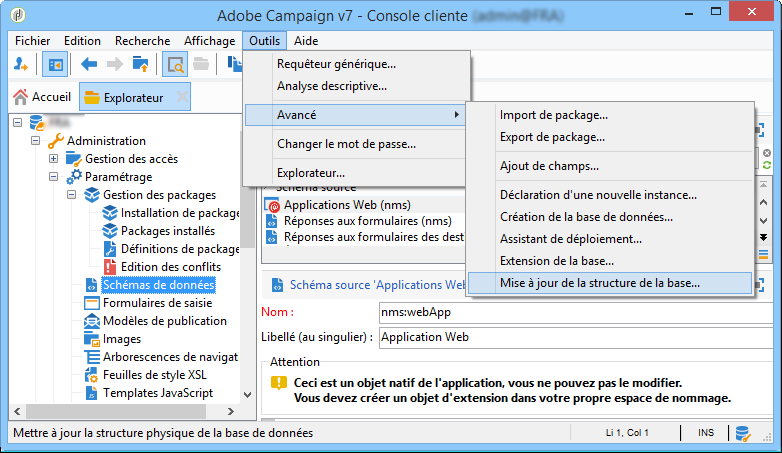 Adobe Campaign v7 - Console cliente
Fichier Edition Recherche Affichage Outils Aide
Accueil
Explorateur
Administration
Gestion des accès
Paramétrage
Gestion des packages
Installation de package
Packages installés
Définitions de package
Edition des conflits
Schémas de données
Formulaires de saisie
Modèles de publication
Images
Arborescences de navigat
Feuilles de style XSL
Templates JavaScript
Requêteur générique...
Analyse descriptive...
Avancé
Changer le mot de passe...
Explorateur...
Import de package...
Export de package...
Ajout de champs...
Déclaration d'une nouvelle instance...
Création de la base de données...
Assistant de déploiement...
Extension de la base...
Mise à jour de la structure de la base...
Schéma source
Applications Web (nms)
Réponses aux formulaires (nms)
Réponses aux formulaires des dest
Schéma source 'Applications Web
Nom : nms:webApp
Libellé (au singulier) : Application Web
Attention
Ceci est un objet natif de l'application, vous ne pouvez pas le modifier.
Vous devez créer un objet d'extension dans votre propre espace de nommage.
Mettre à jour la structure physique de la base de données
Li 1, Col 1
INS